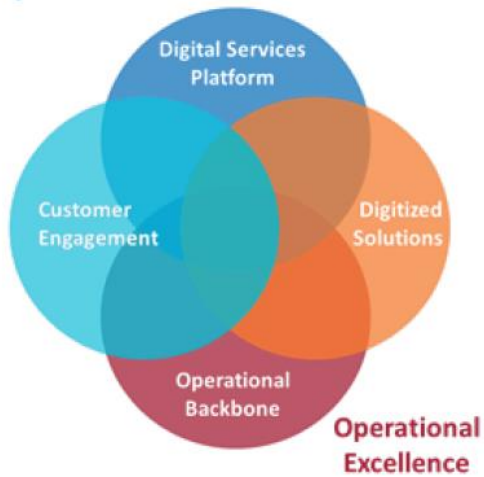 Digital Services
Platform
Customer
Engagement
Digitized
Solutions
Operational
Backbone
Operational
Excellence